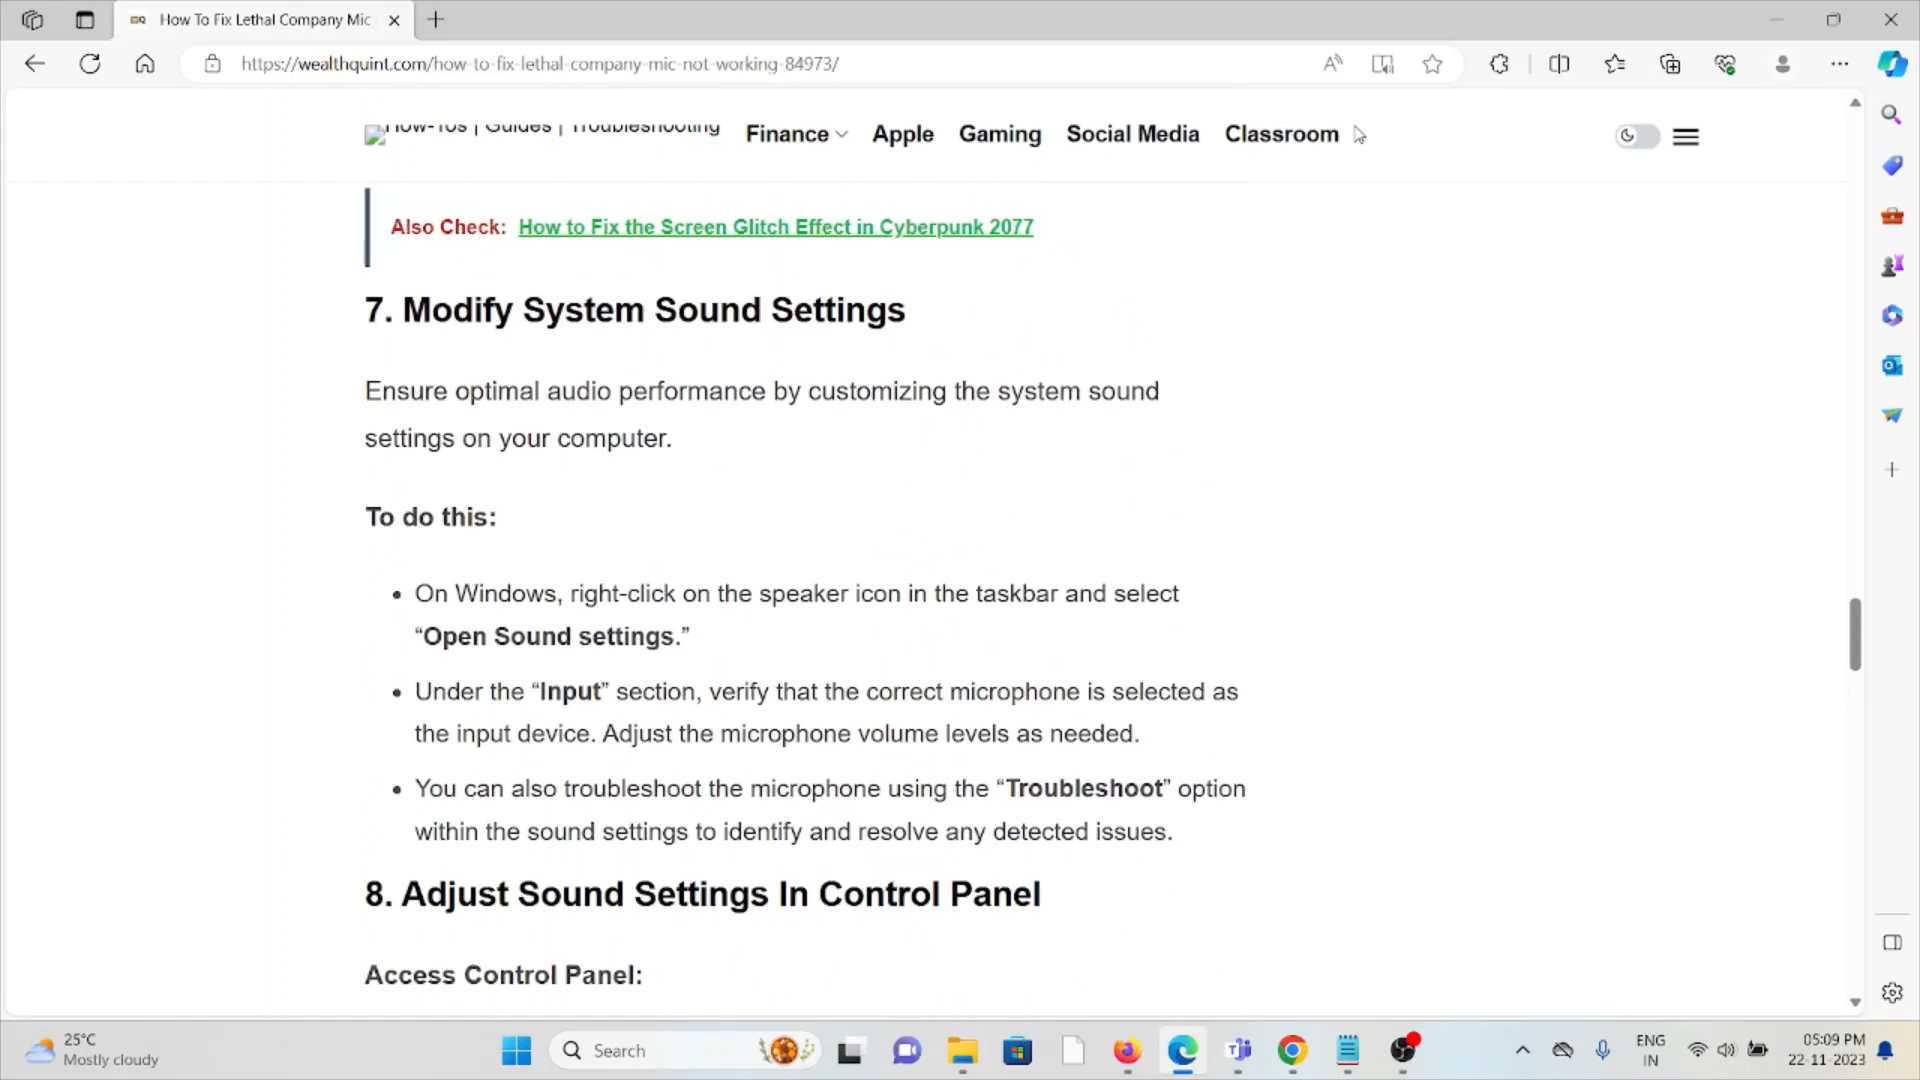 How To Fix Lethal Company Mic
https://wealthquint.com/how-to-fix-lethal-company-mic-not-working-84973/
How-Tos | Guides | Troubleshooting
Finance Apple Gaming Social Media Classroom
Also Check: How to Fix the Screen Glitch Effect in Cyberpunk 2077
7. Modify System Sound Settings
Ensure optimal audio performance by customizing the system sound
settings on your computer.
To do this:
• On Windows, right-click on the speaker icon in the taskbar and select
“Open Sound settings.”
• Under the “Input” section, verify that the correct microphone is selected as
the input device. Adjust the microphone volume levels as needed.
• You can also troubleshoot the microphone using the “Troubleshoot” option
within the sound settings to identify and resolve any detected issues.
8. Adjust Sound Settings In Control Panel
Access Control Panel:
25°C
Mostly cloudy
Search
ENG
IN
05:09 PM
22-11-2023